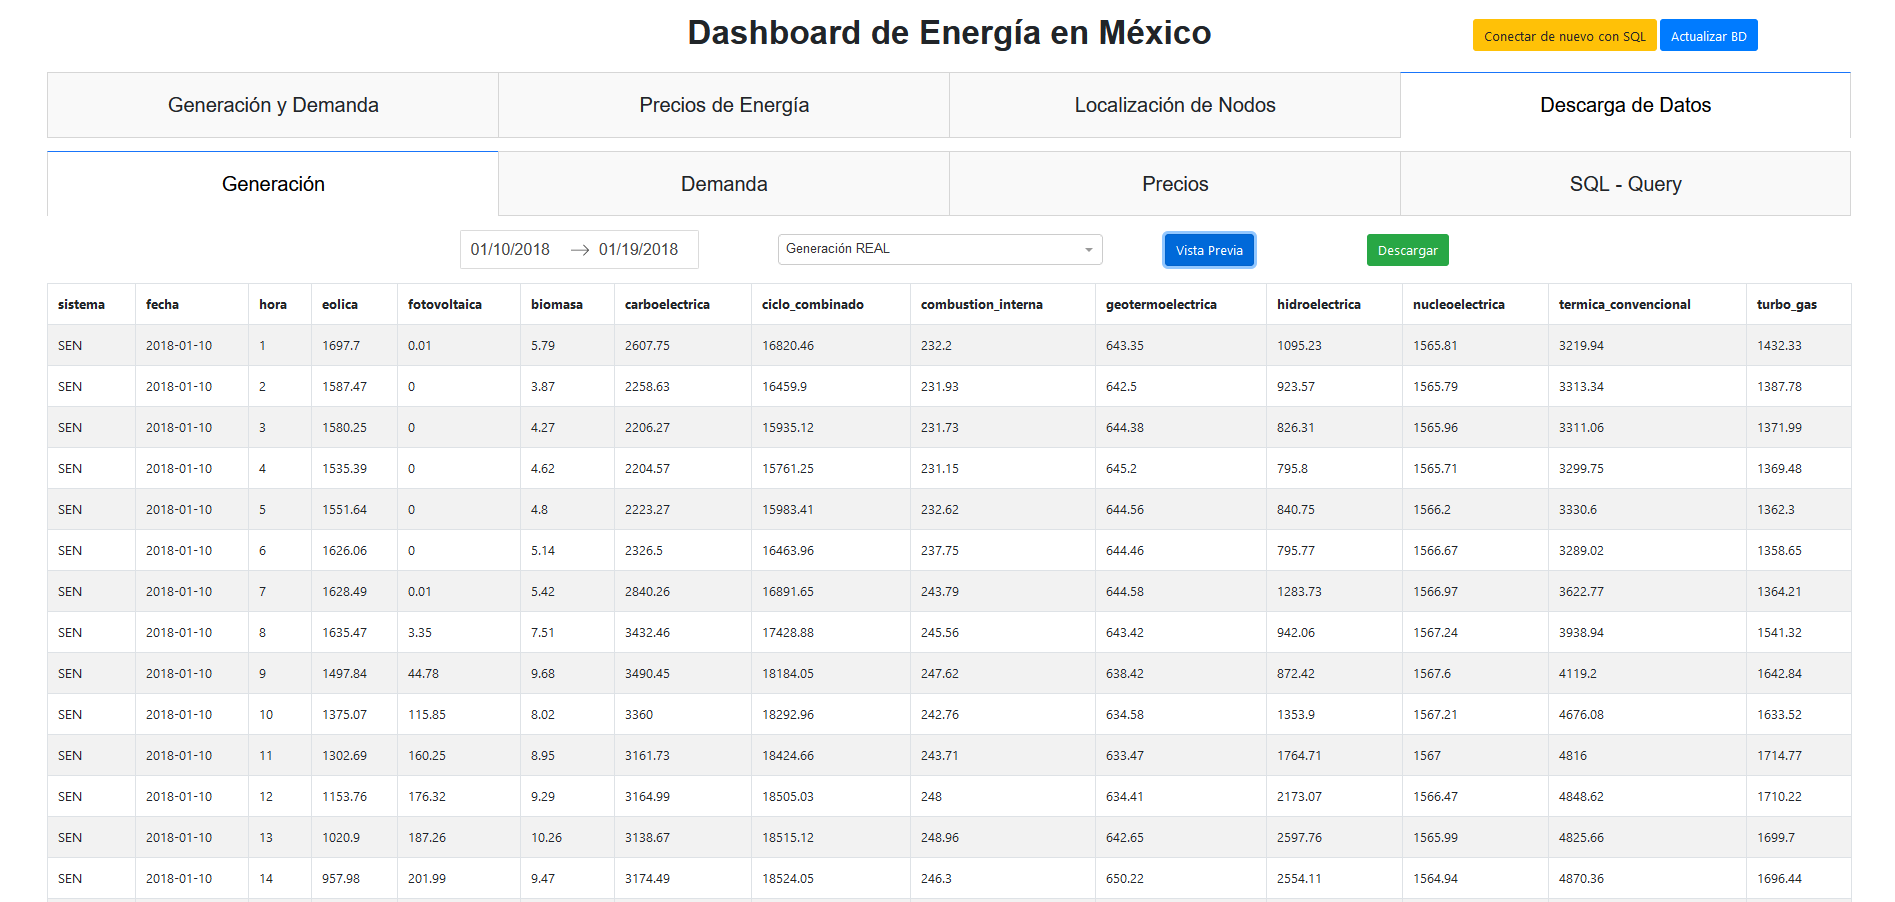 Dashboard de Energía en México
Conectar de nuevo con SQL Actualizar BD
Generación y Demanda Precios de Energía Localización de Nodos Descarga de Datos
Generación Demanda Precios SQL - Query
01/10/2018 → 01/19/2018 Generación REAL Vista Previa Descargar
sistema fecha hora eolica fotovoltaica biomasa carboelectrica ciclo_combinado combustion_interna geotermoelectrica hidroelectrica nucleoelectrica termica_convencional turbo_gas
SEN 2018-01-10 1 1697.7 0.01 5.79 2607.75 16820.46 232.2 643.35 1095.23 1565.81 3219.94 1432.33
SEN 2018-01-10 2 1587.47 0 3.87 2258.63 16459.9 231.93 642.5 923.57 1565.79 3313.34 1387.78
SEN 2018-01-10 3 1580.25 0 4.27 2206.27 15935.12 231.73 644.38 826.31 1565.96 3311.06 1371.99
SEN 2018-01-10 4 1535.39 0 4.62 2204.57 15761.25 231.15 645.2 795.8 1565.71 3299.75 1369.48
SEN 2018-01-10 5 1551.64 0 4.8 2223.27 15983.41 232.62 644.56 840.75 1566.2 3330.6 1362.3
SEN 2018-01-10 6 1626.06 0 5.14 2326.5 16463.96 237.75 644.46 795.77 1566.67 3289.02 1358.65
SEN 2018-01-10 7 1628.49 0.01 5.42 2840.26 16891.65 243.79 644.58 1283.73 1566.97 3622.77 1364.21
SEN 2018-01-10 8 1635.47 3.35 7.51 3432.46 17428.88 245.56 643.42 942.06 1567.24 3938.94 1541.32
SEN 2018-01-10 9 1497.84 44.78 9.68 3490.45 18184.05 247.62 638.42 872.42 1567.6 4119.2 1642.84
SEN 2018-01-10 10 1375.07 115.85 8.02 3360 18292.96 242.76 634.58 1353.9 1567.21 4676.08 1633.52
SEN 2018-01-10 11 1302.69 160.25 8.95 3161.73 18424.66 243.71 633.47 1764.71 1567 4816 1714.77
SEN 2018-01-10 12 1153.76 176.32 9.29 3164.99 18505.03 248 634.41 2173.07 1566.47 4848.62 1710.22
SEN 2018-01-10 13 1020.9 187.26 10.26 3138.67 18515.12 248.96 642.65 2597.76 1565.99 4825.66 1699.7
SEN 2018-01-10 14 957.98 201.99 9.47 3174.49 18524.05 246.3 650.22 2554.11 1564.94 4870.36 1696.44